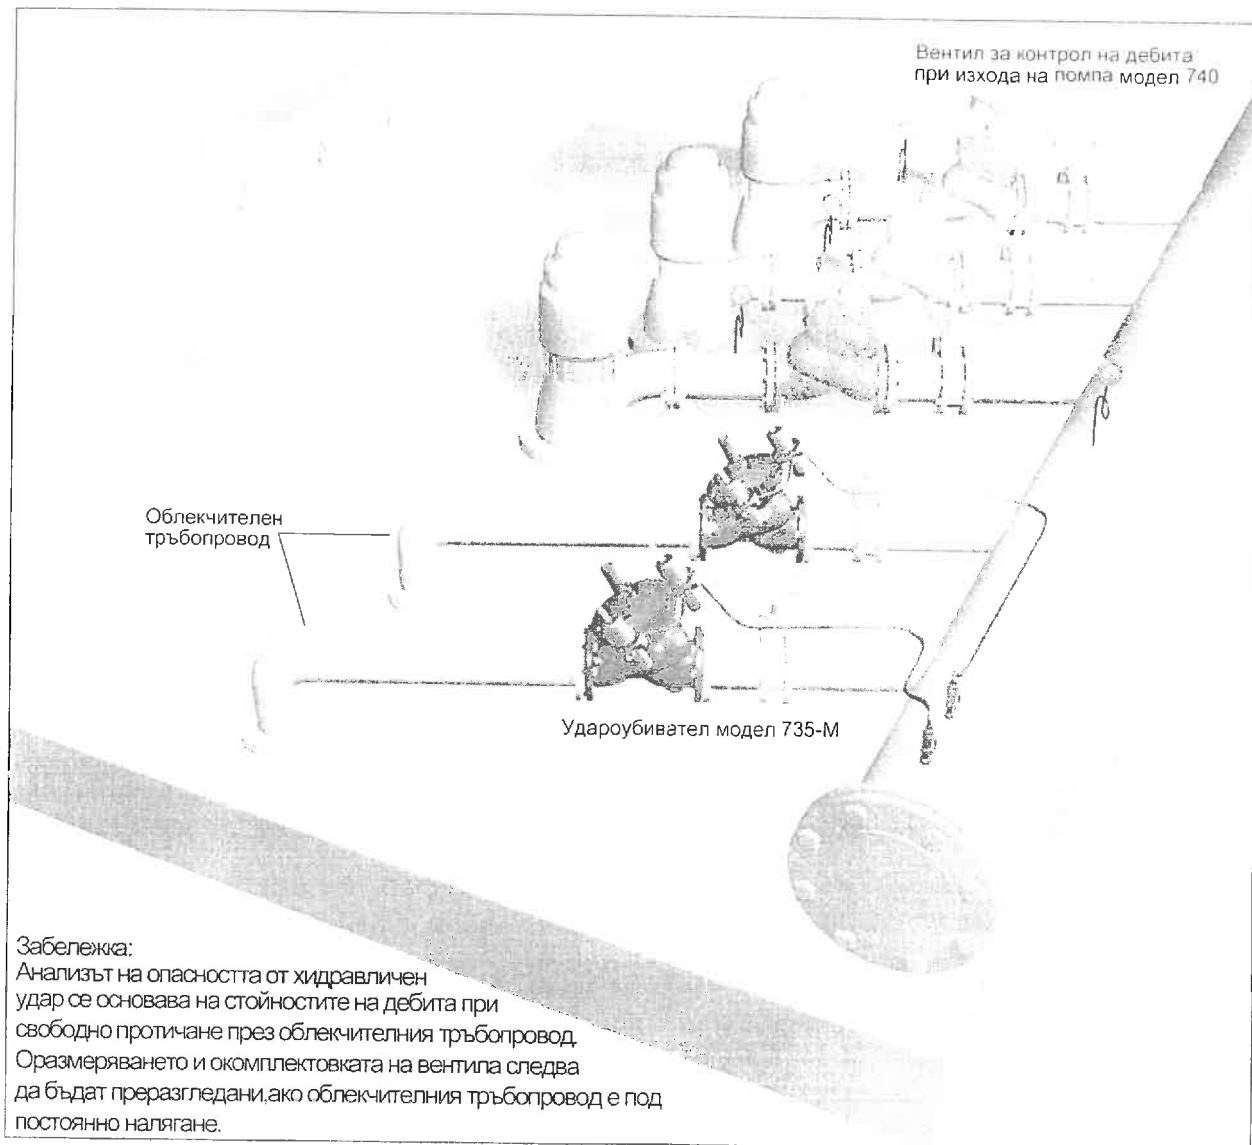 Вентил за контрол на дебита
при изхода на помпа модел 740
Облекчителен
тръбопровод
Удароубивател модел 735-М
Забележка:
Анализът на опасността от хидравличен
удар се основава на стойностите на дебита при
свободно протичане през облекчителния тръбопровод.
Оразмеряването и окомплектовката на вентила следва
да бъдат преразгледани,ако облекчителния тръбопровод е под
постоянно налягане.